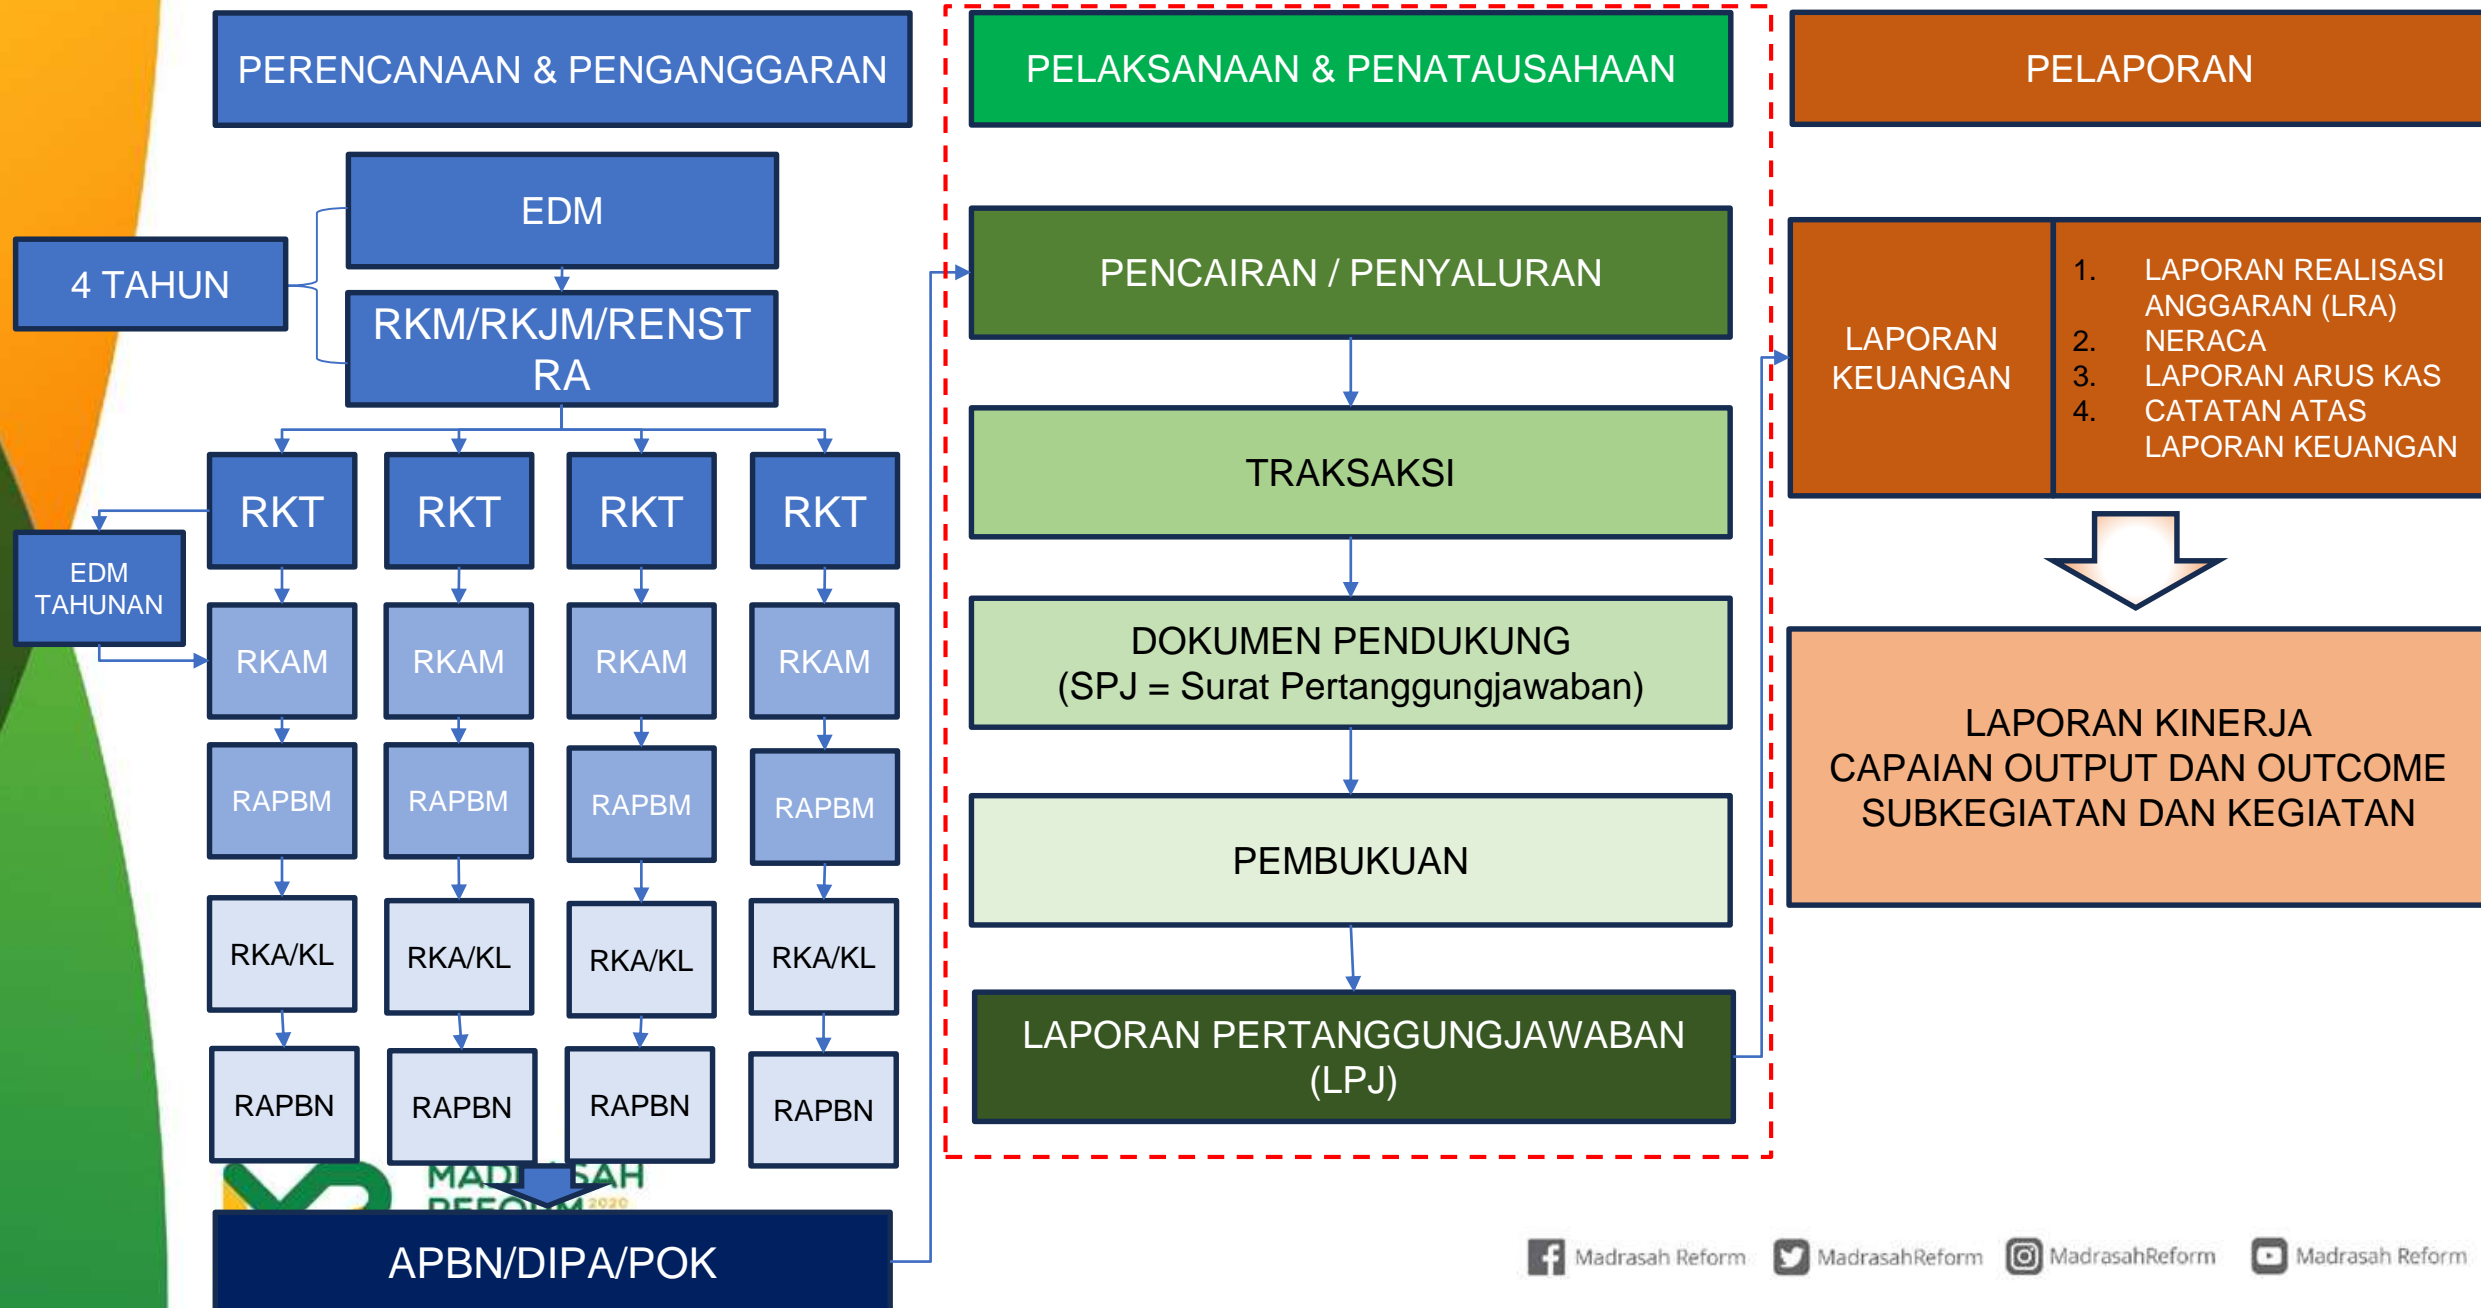 PERENCANAAN & PENGANGGARAN
4 TAHUN
EDM
RKM/RKJM/RENST
RA
RKT
RKT
RKT
RKT
EDM
TAHUNAN
RKAM
RKAM
RKAM
RKAM
RAPBM
RAPBM
RAPBM
RAPBM
RKA/KL
RKA/KL
RKA/KL
RKA/KL
RAPBN
RAPBN
RAPBN
RAPBN
2020
APBN/DIPA/POK
PELAKSANAAN & PENATAUSAHAAN
PENCAIRAN / PENYALURAN
TRAKSAKSI
DOKUMEN PENDUKUNG
(SPJ = Surat Pertanggungjawaban)
PEMBUKUAN
LAPORAN PERTANGGUNGJAWABAN
(LPJ)
PELAPORAN
LAPORAN
KEUANGAN
1. LAPORAN REALISASI
ANGGARAN (LRA)
2. NERACA
3. LAPORAN ARUS KAS
4. CATATAN ATAS
LAPORAN KEUANGAN
LAPORAN KINERJA
CAPAIAN OUTPUT DAN OUTCOME
SUBKEGIATAN DAN KEGIATAN
Madrasah Reform
MadrasahReform
MadrasahReform
Madrasah Reform